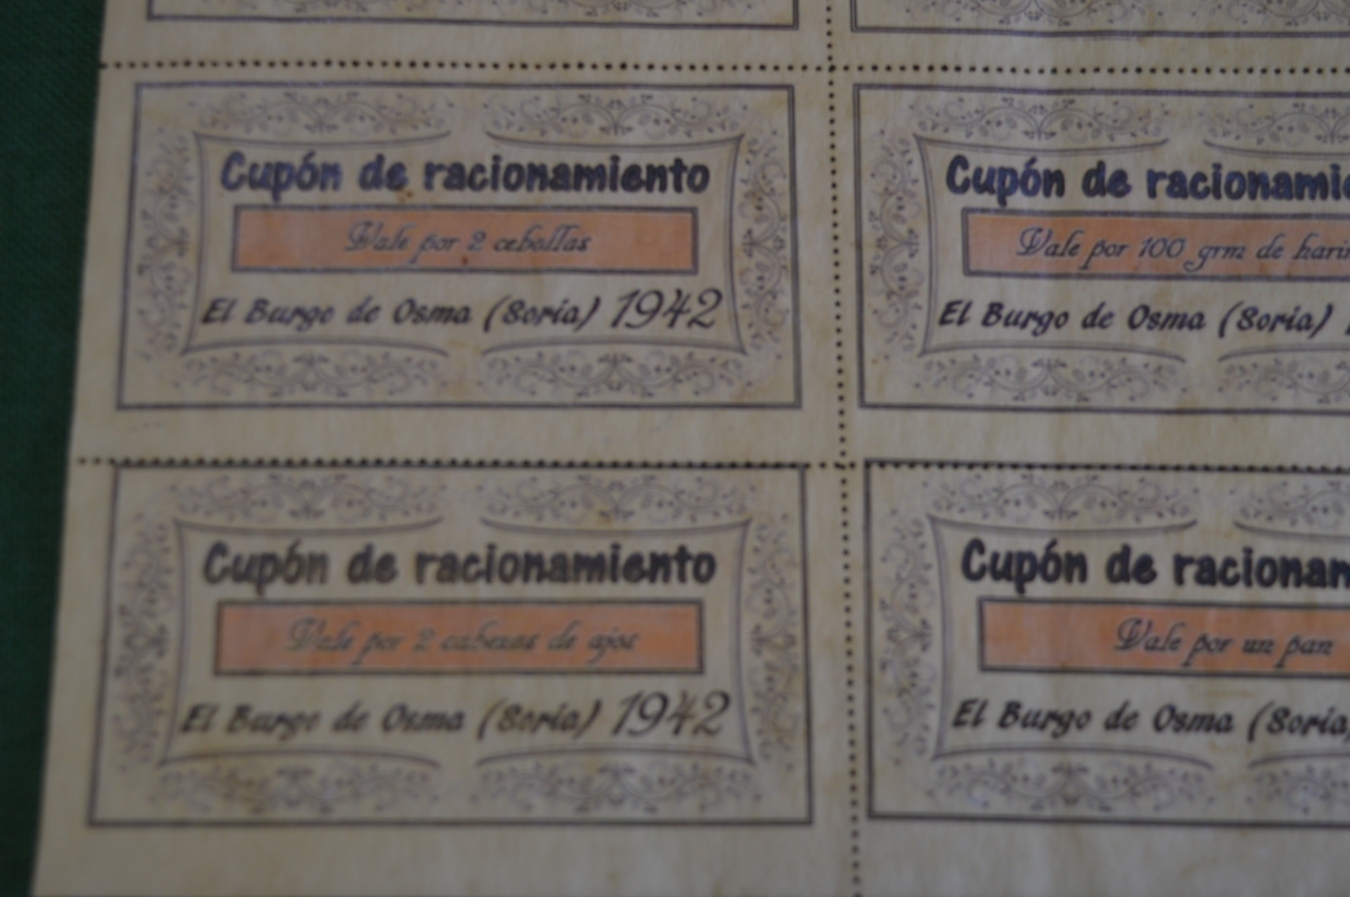 Cupón de racionamiento
Vale por 2 cebollas
El Burgo de Osma (Soria) 1942
Cupón de racionamie
Vale por 100 grm de harin
El Burgo de Osma (Soria)
Cupón de racionamiento
Vale por 2 cabezas de ajos
El Burgo de Osma (Soria) 1942
Cupón de racionam
Vale por un pan
El Burgo de Osma (Soria)